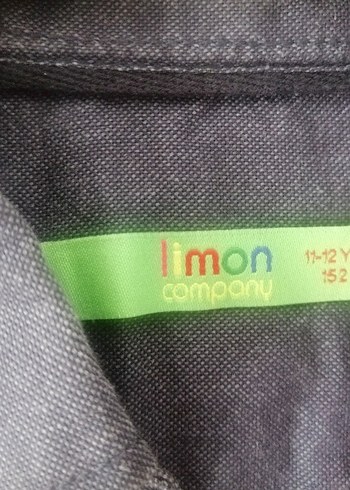 limon
company
11-12 Y
152